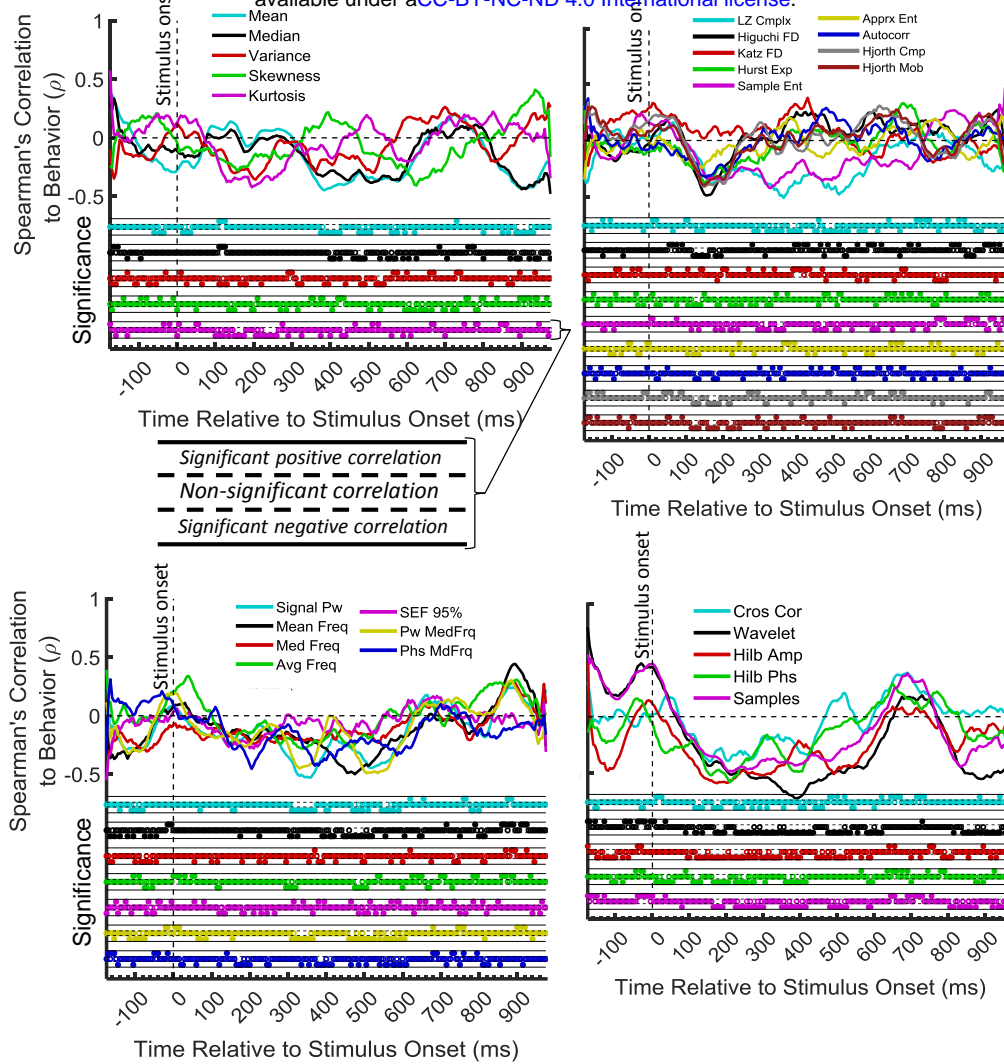 available under aCC-BY-NC-ND 4.0 International license.
Spearman's Correlation
to Behavior (ρ)
1
0.5
0
-0.5
Mean
Median
Variance
Skewness
Kurtosis
Significance
-100 0 100 200 300 400 500 600 700 800 900
Time Relative to Stimulus Onset (ms)
LZ Cmplx
Higuchi FD
Katz FD
Hurst Exp
Sample Ent
Apprx Ent
Autocorr
Hjorth Cmp
Hjorth Mob
-100 0 100 200 300 400 500 600 700 800 900
Time Relative to Stimulus Onset (ms)
Significant positive correlation
Non-significant correlation
Significant negative correlation
Spearman's Correlation
to Behavior (ρ)
1
0.5
0
-0.5
Stimulus onset
Signal Pw
Mean Freq
Med Freq
Avg Freq
SEF 95%
Pw MedFrq
Phs MdFrq
Significance
-100 0 100 200 300 400 500 600 700 800 900
Time Relative to Stimulus Onset (ms)
Stimulus onset
Cros Cor
Wavelet
Hilb Amp
Hilb Phs
Samples
-100 0 100 200 300 400 500 600 700 800 900
Time Relative to Stimulus Onset (ms)